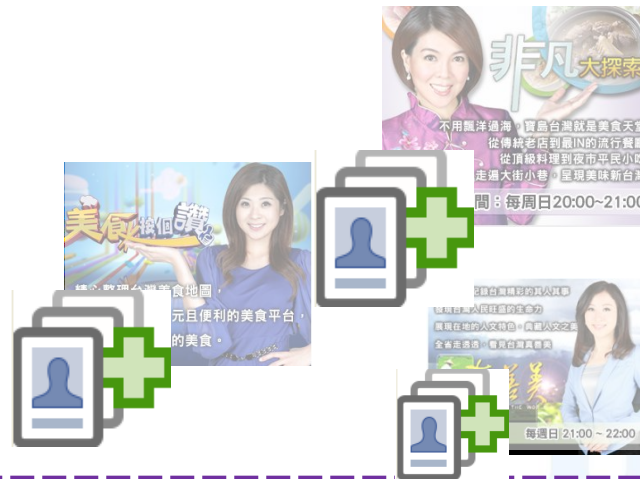 非凡大探索
不用飄洋過海，寶島台灣就是美食天堂
從傳統老店到最IN的流行餐廳
從頂級料理到夜市平民小吃
走遍大街小巷，呈現美味新台灣
間：每周日20:00~21:00
美食按個讚
精心整理台灣美食地圖，
元且便利的美食平台，
的美食。
記錄台灣精彩的其人其事
發現台灣人民旺盛的生命力
展現在地的人文特色，典藏人文之美
全省走透透，看見台灣真善美
善美
每週日 21:00 ~ 22:00